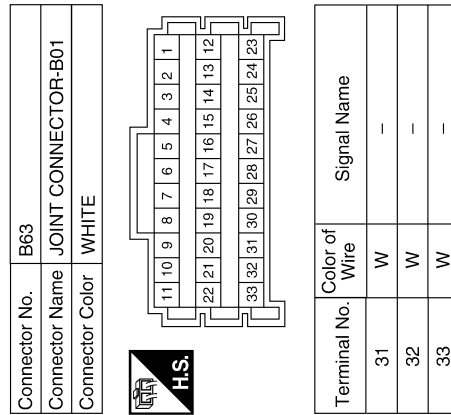 Connector No. B63
Connector Name JOINT CONNECTOR-B01
Connector Color WHITE
H.S.
11 10 9 8 7 6 5 4 3 2 1
22 21 20 19 18 17 16 15 14 13 12
33 32 31 30 29 28 27 26 25 24 23
Terminal No. Color of Wire Signal Name
31 W –
32 W –
33 W –